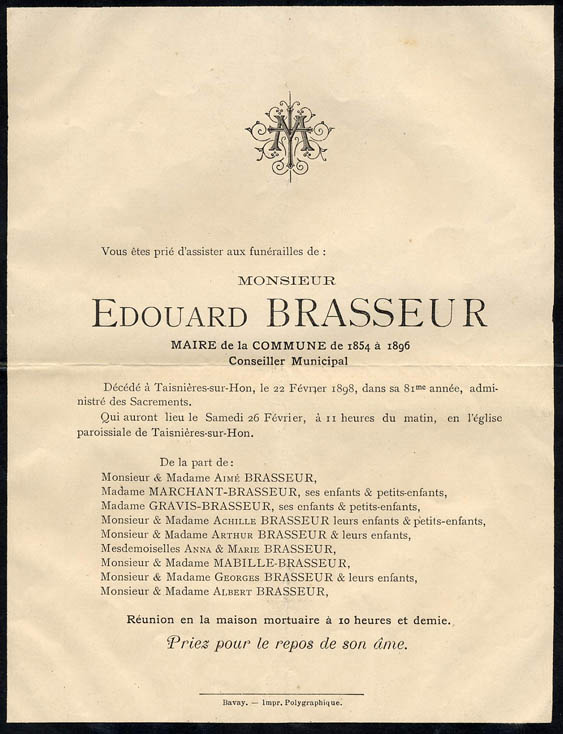 M
Vous êtes prié d'assister aux funérailles de :
MONSIEUR
EDOUARD BRASSEUR
MAIRE de la COMMUNE de 1854 à 1896
Conseiller Municipal
Décédé à Taisnières-sur-Hon, le 22 Février 1898, dans sa 81me année, admi-
nistré des Sacrements.
Qui auront lieu le Samedi 26 Février, à 11 heures du matin, en l'église
paroissiale de Taisnières-sur-Hon.
De la part de :
Monsieur & Madame AIMÉ BRASSEUR,
Madame MARCHANT-BRASSEUR, ses enfants & petits-enfants,
Madame GRAVIS-BRASSEUR, ses enfants & petits-enfants,
Monsieur & Madame ACHILLE BRASSEUR leurs enfants & petits-enfants,
Monsieur & Madame ARTHUR BRASSEUR & leurs enfants,
Mesdemoiselles ANNA & MARIE BRASSEUR,
Monsieur & Madame MABILLE-BRASSEUR,
Monsieur & Madame GEORGES BRASSEUR & leurs enfants,
Monsieur & Madame ALBERT BRASSEUR,
Réunion en la maison mortuaire à 10 heures et demie.
Priez pour le repos de son âme.
Bavay. — Impr. Polygraphique.